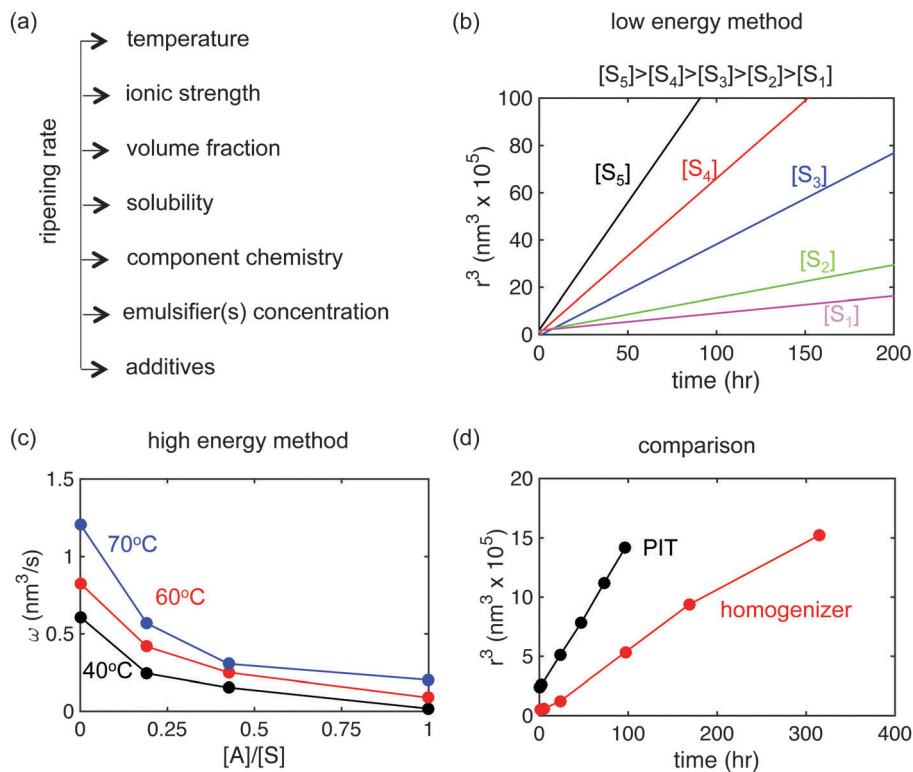 (a)
ripening rate
temperature
ionic strength
volume fraction
solubility
component chemistry
emulsifier(s) concentration
additives
(b)
low energy method
[S₅]>[S₄]>[S₃]>[S₂]>[S₁]
r³ (nm³ x 10⁵)
100
80
60
40
20
0
[S₅]
[S₄]
[S₃]
[S₂]
[S₁]
0 50 100 150 200
time (hr)
(c)
high energy method
ω (nm³/s)
1.5
1
0.5
0
70°C
60°C
40°C
0 0.25 0.5 0.75 1
[A]/[S]
(d)
comparison
r³ (nm³ x 10⁵)
20
15
10
5
0
PIT
homogenizer
0 100 200 300 400
time (hr)